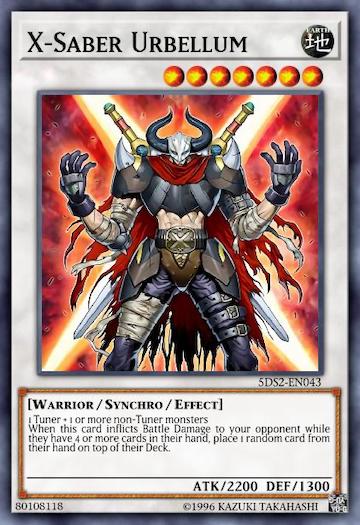 X-Saber Urbellum
EARTH
地
5DS2-EN043
[Warrior / Synchro / Effect]
1 Tuner + 1 or more non-Tuner monsters
When this card inflicts Battle Damage to your opponent while
they have 4 or more cards in their hand, place 1 random card from
their hand on top of their Deck.
ATK/2200 DEF/1300
80108118
©1996 KAZUKI TAKAHASHI